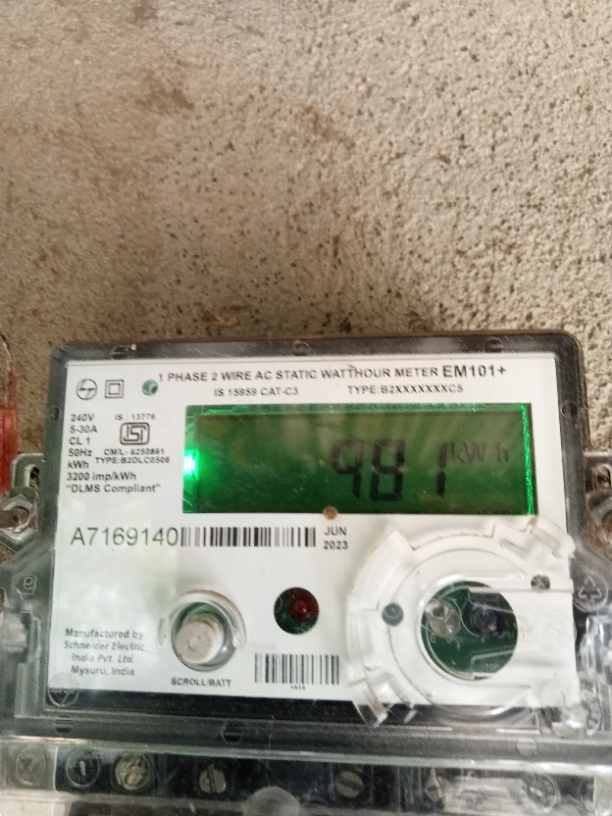 1 PHASE 2 WIRE AC STATIC WATTHOUR METER EM101+
IS 15959 CAT-C3 TYPE:B2XXXXXXXC5
240V
5-30A
CL 1
50Hz
kWh
3200 imp/kWh
"DLMS Compliant"
IS : 13779
ISI
CM/L- 6250861
TYPE:B2DLC0506
981 kWh
A7169140
JUN
2023
Manufactured by
Schneider Electric
India Pvt. Ltd.
Mysuru, India
SCROLL/BATT